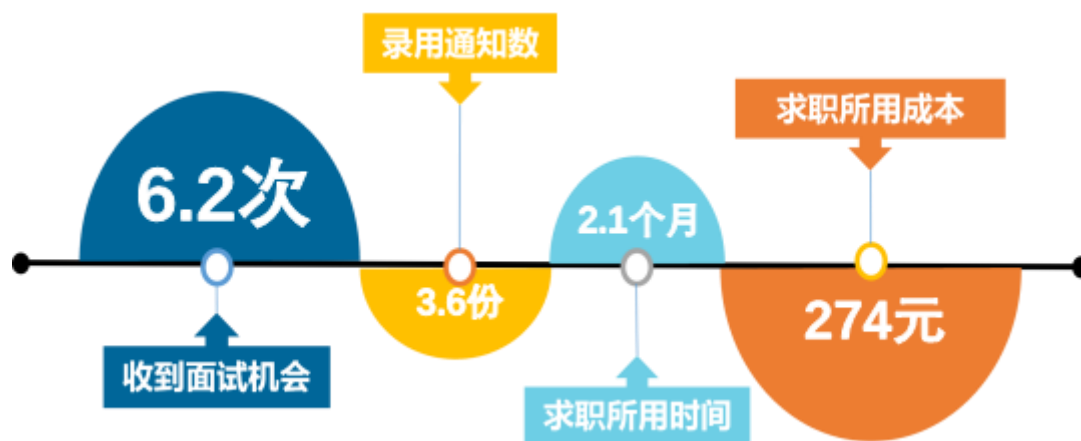 录用通知数
求职所用成本
6.2次
2.1个月
3.6份
274元
收到面试机会
求职所用时间